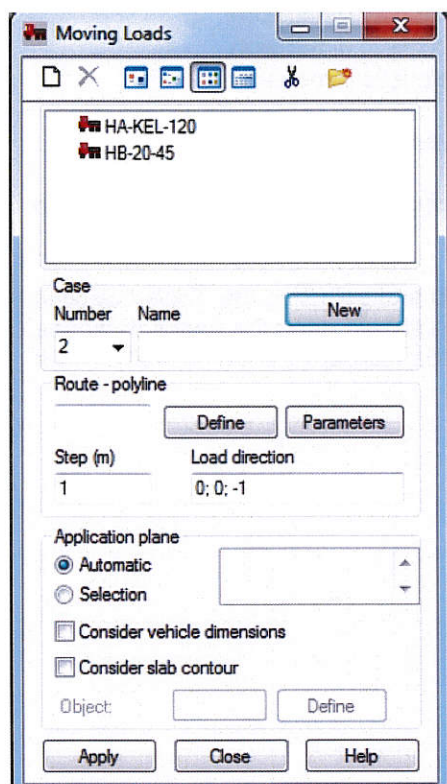 Moving Loads
HA-KEL-120
HB-20-45
Case
Number Name New
2
Route - polyline
Define Parameters
Step (m) Load direction
1 0; 0; -1
Application plane
Automatic
Selection
Consider vehicle dimensions
Consider slab contour
Object: Define
Apply Close Help